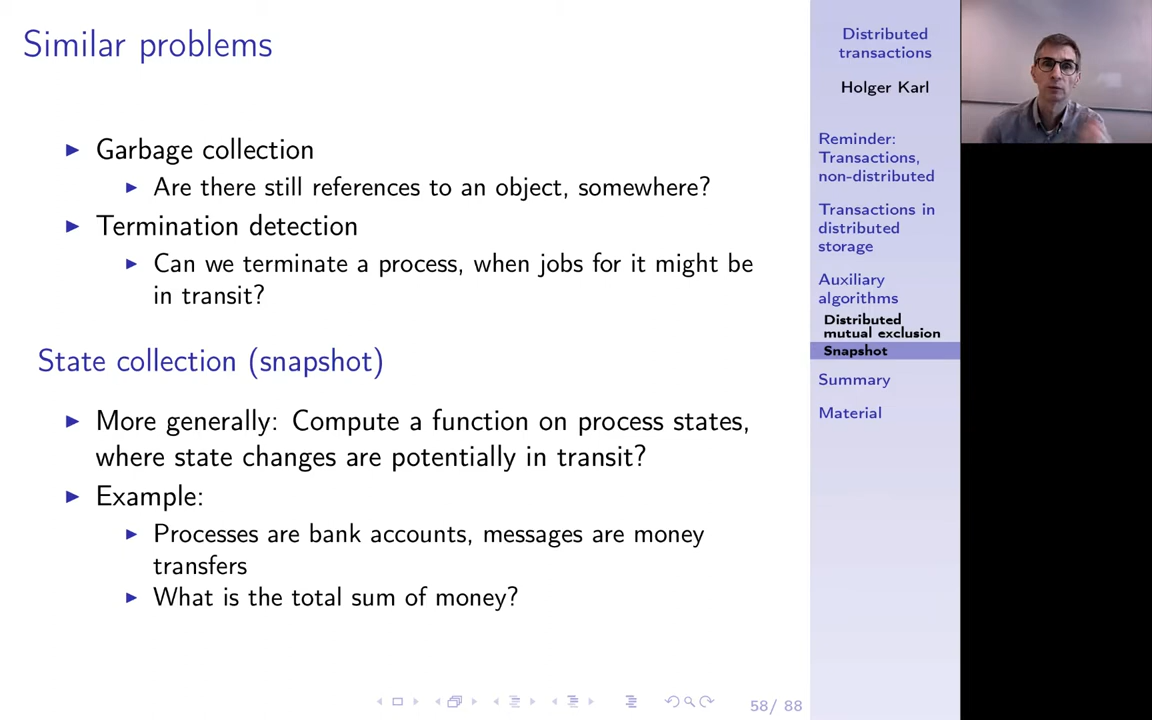 Similar problems
Garbage collection
Are there still references to an object, somewhere?
Termination detection
Can we terminate a process, when jobs for it might be
in transit?
State collection (snapshot)
More generally: Compute a function on process states,
where state changes are potentially in transit?
Example:
Processes are bank accounts, messages are money
transfers
What is the total sum of money?
58/ 88
Distributed
transactions
Holger Karl
Reminder:
Transactions,
non-distributed
Transactions in
distributed
storage
Auxiliary
algorithms
Distributed
mutual exclusion
Snapshot
Summary
Material